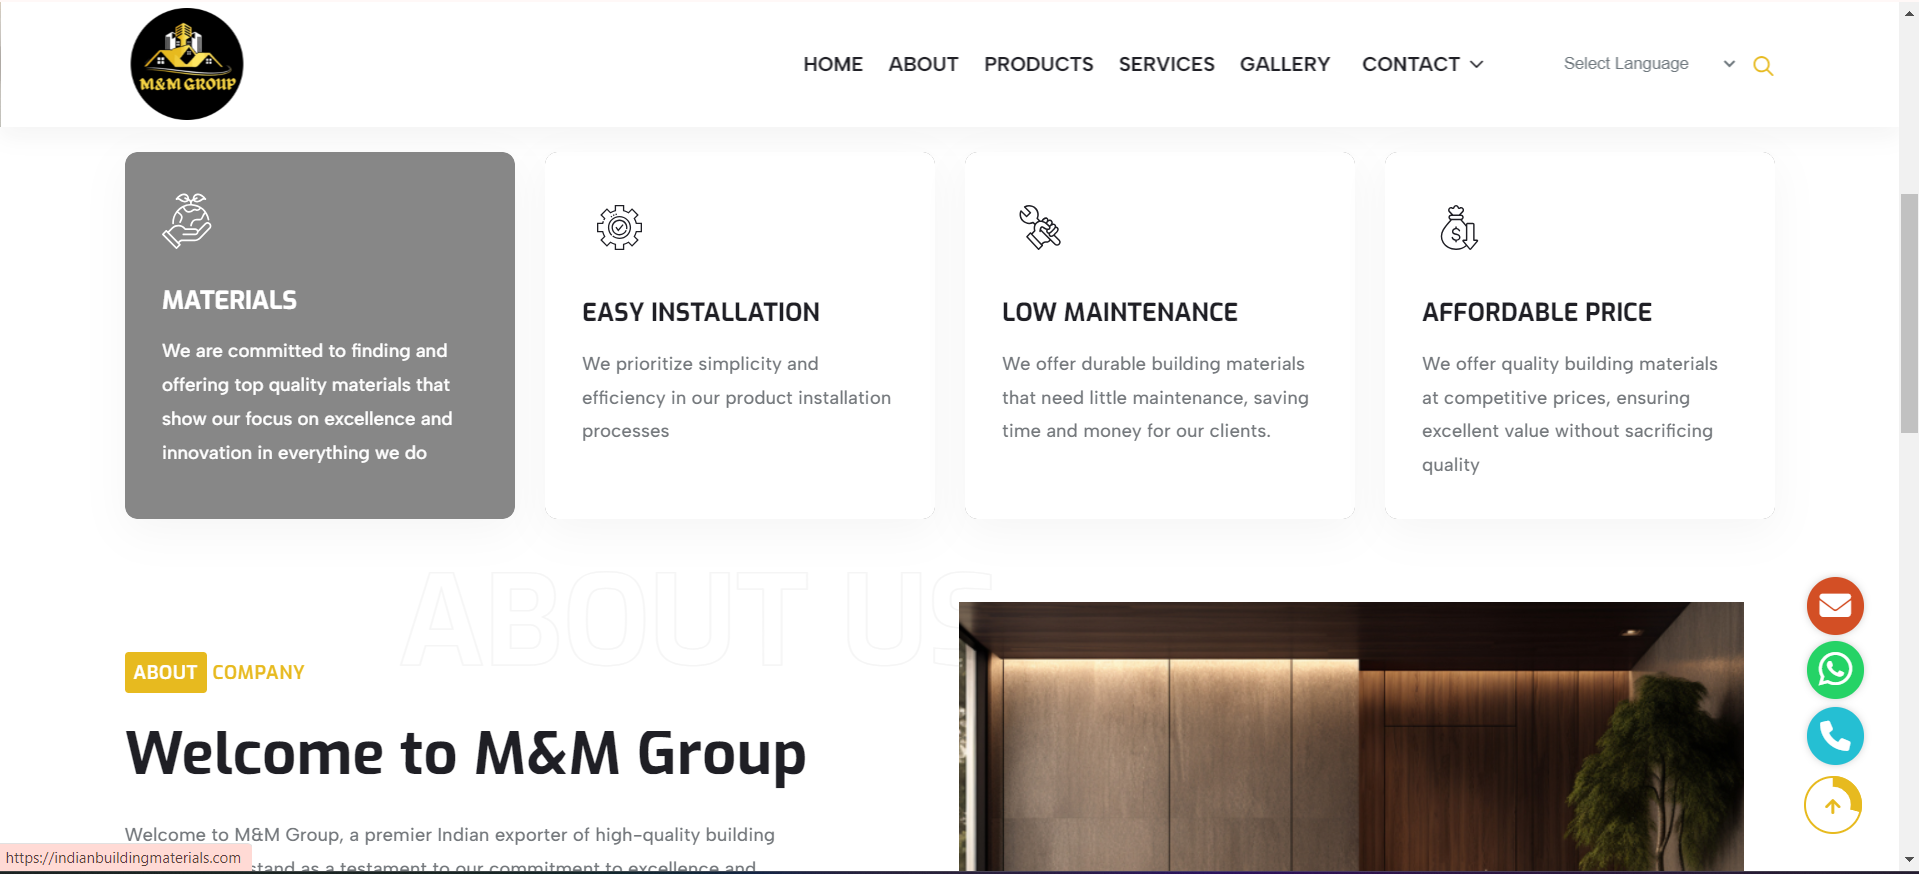 M&M GROUP
HOME ABOUT PRODUCTS SERVICES GALLERY CONTACT Select Language
MATERIALS
We are committed to finding and
offering top quality materials that
show our focus on excellence and
innovation in everything we do
EASY INSTALLATION
We prioritize simplicity and
efficiency in our product installation
processes
LOW MAINTENANCE
We offer durable building materials
that need little maintenance, saving
time and money for our clients.
AFFORDABLE PRICE
We offer quality building materials
at competitive prices, ensuring
excellent value without sacrificing
quality
ABOUT US
ABOUT COMPANY
Welcome to M&M Group
Welcome to M&M Group, a premier Indian exporter of high-quality building
stand as a testament to our commitment to excellence and
https://indianbuildingmaterials.com